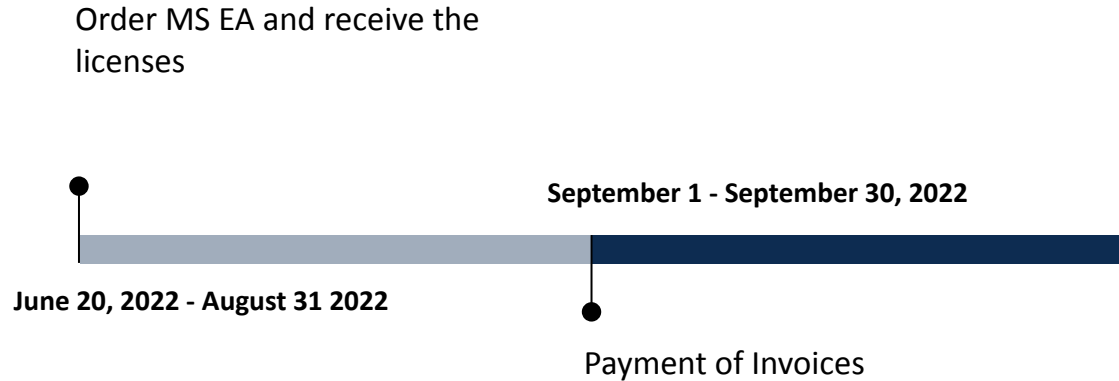 Order MS EA and receive the
licenses
September 1 - September 30, 2022
June 20, 2022 - August 31 2022
Payment of Invoices